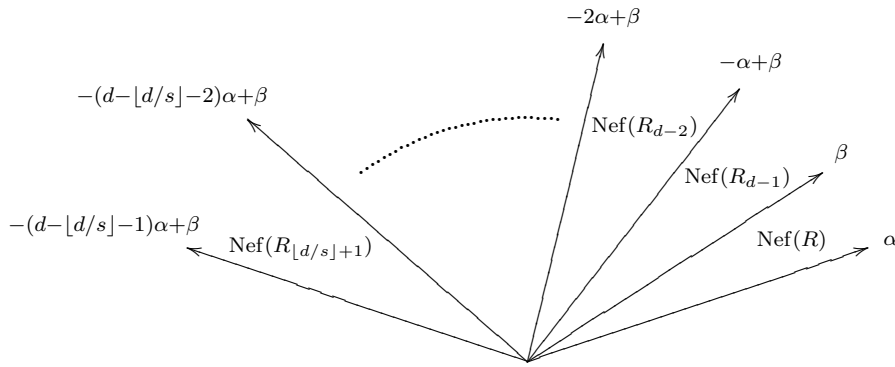 −2α+β
−α+β
−(d−⌊d/s⌋−2)α+β
Nef(R_{d−2})
β
Nef(R_{d−1})
−(d−⌊d/s⌋−1)α+β
Nef(R_{⌊d/s⌋+1})
Nef(R)
α